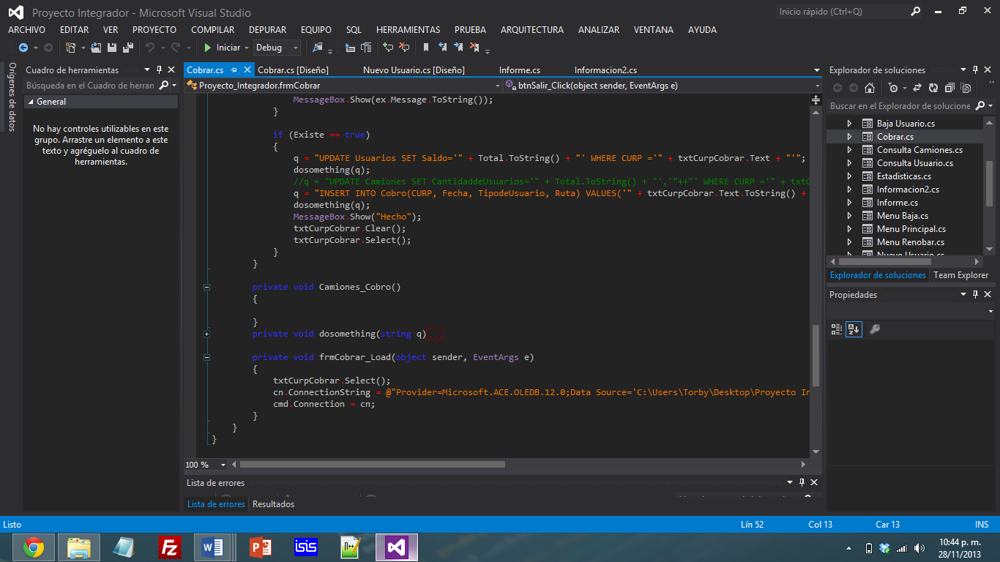 Proyecto Integrador - Microsoft Visual Studio
Inicio rápido (Ctrl+Q)
ARCHIVO EDITAR VER PROYECTO COMPILAR DEPURAR EQUIPO SQL HERRAMIENTAS PRUEBA ARQUITECTURA ANALIZAR VENTANA AYUDA
Iniciar Debug
Orígenes de datos
Cuadro de herramientas
Búsqueda en el Cuadro de herran
General
No hay controles utilizables en este
grupo. Arrastre un elemento a este
texto y agréguelo al cuadro de
herramientas.
Cobrar.cs Cobrar.cs [Diseño] Nuevo Usuario.cs [Diseño] Informe.cs Informacion2.cs
Proyecto_Integrador.frmCobrar btnSalir_Click(object sender, EventArgs e)
MessageBox.Show(ex.Message.ToString());
}
if (Existe == true)
{
q = "UPDATE Usuarios SET Saldo='" + Total.ToString() + "' WHERE CURP ='" + txtCurpCobrar.Text + "'";
dosomething(q);
//q = "UPDATE Camiones SET CantidaddeUsuarios='" + Total.ToString() + "','"++"' WHERE CURP ='" + txtC
q = "INSERT INTO Cobro(CURP, Fecha, TipodeUsuario, Ruta) VALUES('" + txtCurpCobrar.Text.ToString() +
dosomething(q);
MessageBox.Show("Hecho");
txtCurpCobrar.Clear();
txtCurpCobrar.Select();
}
}
private void Camiones_Cobro()
{
}
private void dosomething(string q)...
private void frmCobrar_Load(object sender, EventArgs e)
{
txtCurpCobrar.Select();
cn.ConnectionString = @"Provider=Microsoft.ACE.OLEDB.12.0;Data Source='C:\Users\Torby\Desktop\Proyecto In
cmd.Connection = cn;
}
}
}
100 %
Lista de errores
Lista de errores Resultados
Explorador de soluciones
Buscar en el Explorador de solucione
Baja Usuario.cs
Cobrar.cs
Consulta Camiones.cs
Consulta Usuario.cs
Estadisticas.cs
Informacion2.cs
Informe.cs
Menu Baja.cs
Menu Principal.cs
Menu Renobar.cs
Nuevo Usuario.cs
Explorador de soluciones Team Explorer
Propiedades
Listo Lín 52 Col 13 Car 13 INS
isis
10:44 p. m.
28/11/2013